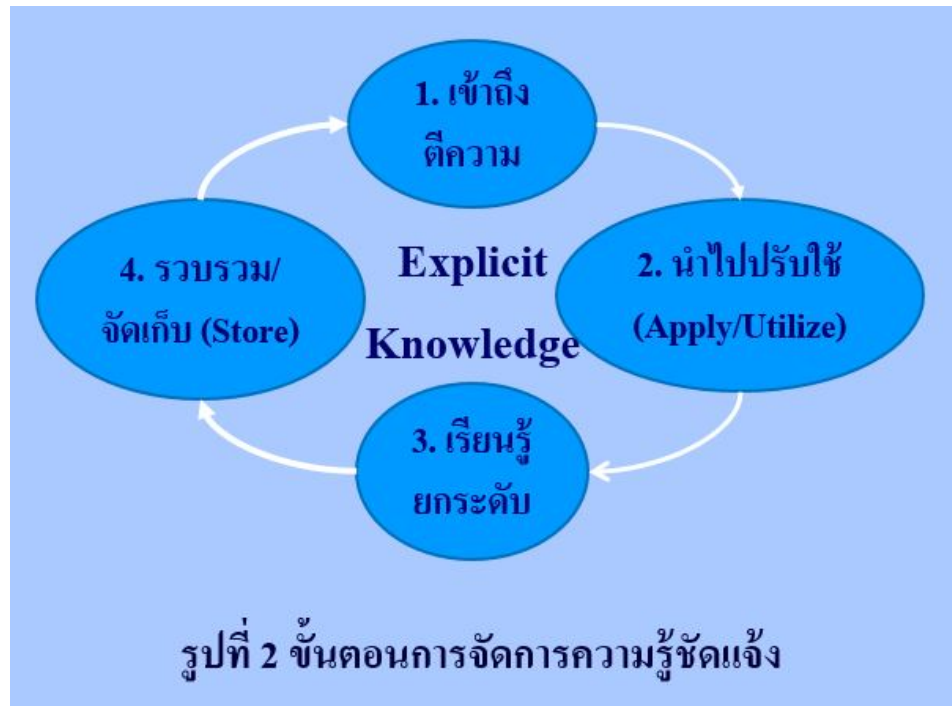 1. เข้าถึง
ตีความ
2. นำไปปรับใช้
(Apply/Utilize)
3. เรียนรู้
ยกระดับ
4. รวบรวม/
จัดเก็บ (Store)
Explicit
Knowledge
รูปที่ 2 ขั้นตอนการจัดการความรู้ชัดแจ้ง